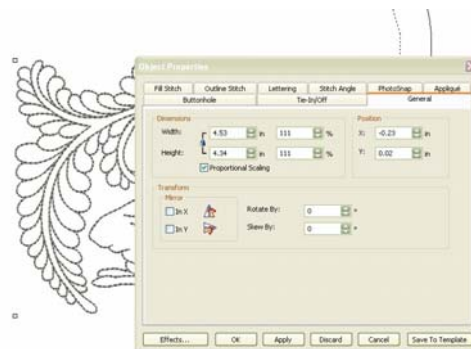 Object Properties
Fill Stitch Outline Stitch Lettering Stitch Angle PhotoSnap Appliqué
Buttonhole Tie-In/Off General
Dimensions Position
Width: 4.53 in 111 % X: -0.23 in
Height: 4.34 in 111 % Y: 0.02 in
Proportional Scaling
Transform
Mirror
In X Rotate By: 0 °
In Y Skew By: 0 °
Effects... OK Apply Discard Cancel Save To Template